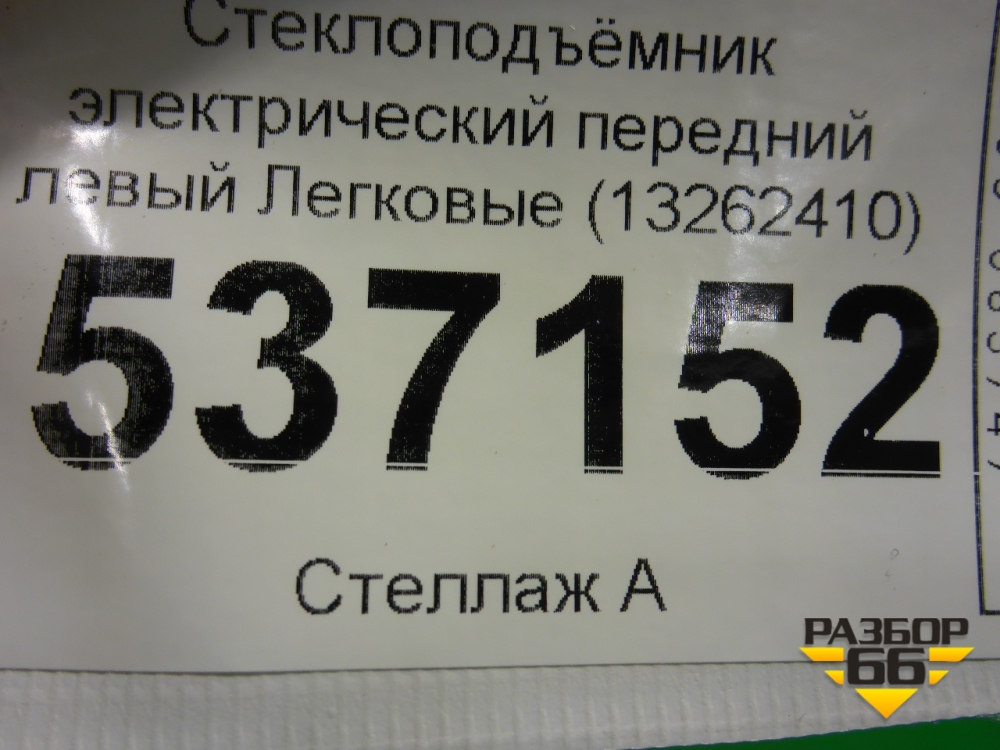 Стеклоподъёмник
электрический передний
левый Легковые (13262410)
537152
Стеллаж А
РАЗБОР
66